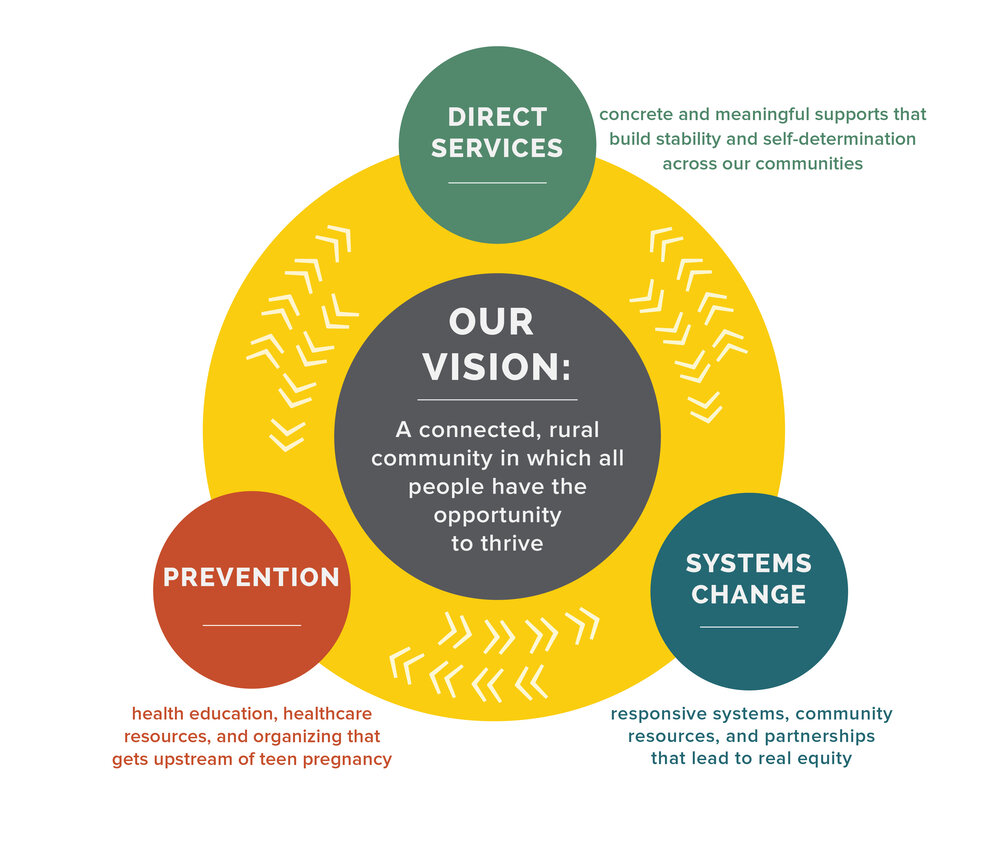 DIRECT
SERVICES
concrete and meaningful supports that
build stability and self-determination
across our communities
OUR
VISION:
A connected, rural
community in which all
people have the
opportunity
to thrive
PREVENTION
health education, healthcare
resources, and organizing that
gets upstream of teen pregnancy
SYSTEMS
CHANGE
responsive systems, community
resources, and partnerships
that lead to real equity